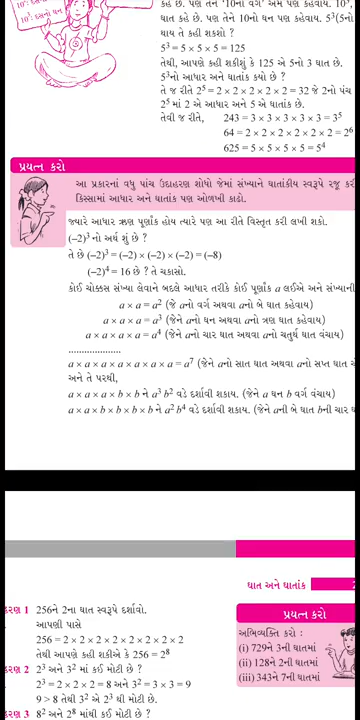 10³: દસનો ઘન
કહે છે. પણ તેને '10નો વર્ગ' એમ પણ કહેવાય. 10³,
ઘાત કહે છે. પણ તેને 10નો ઘન પણ કહેવાય. 5³(5નો
થાય તે કહી શકશો ?
5³ = 5 × 5 × 5 = 125
તેથી, આપણે કહી શકીશું કે 125 એ 5નો 3 ઘાત છે.
5³નો આધાર અને ઘાતાંક કયો છે ?
તે જ રીતે 2⁵ = 2 × 2 × 2 × 2 × 2 = 32 જે 2નો પંચ
2⁵ માં 2 એ આધાર અને 5 એ ઘાતાંક છે.
તેવી જ રીતે, 243 = 3 × 3 × 3 × 3 × 3 = 3⁵
64 = 2 × 2 × 2 × 2 × 2 × 2 = 2⁶
625 = 5 × 5 × 5 × 5 = 5⁴
પ્રયત્ન કરો
આ પ્રકારનાં વધુ પાંચ ઉદાહરણ શોધો જેમાં સંખ્યાને ઘાતાંકીય સ્વરૂપે રજૂ કરી
કિસ્સામાં આધાર અને ઘાતાંક પણ ઓળખી કાઢો.
જ્યારે આધાર ઋણ પૂર્ણાંક હોય ત્યારે પણ આ રીતે વિસ્તૃત કરી લખી શકો.
(–2)³ નો અર્થ શું છે ?
તે છે (–2)³ = (–2) × (–2) × (–2) = (–8)
(–2)⁴ = 16 છે ? તે ચકાસો.
કોઈ ચોક્કસ સંખ્યા લેવાને બદલે આધાર તરીકે કોઈ પૂર્ણાંક a લઈએ અને સંખ્યાની
a × a = a² (જે aનો વર્ગ અથવા aનો બે ઘાત કહેવાય)
a × a × a = a³ (જેને aનો ઘન અથવા aનો ત્રણ ઘાત કહેવાય)
a × a × a × a = a⁴ (જેને aનો ચાર ઘાત અથવા aનો ચતુર્થ ઘાત વંચાય)
.....................
a × a × a × a × a × a × a = a⁷ (જેને aનો સાત ઘાત અથવા aનો સપ્ત ઘાત
અને તે પરથી,
a × a × a × b × b ને a³ b² વડે દર્શાવી શકાય. (જેને a ઘન b વર્ગ વંચાય)
a × a × b × b × b × b ને a² b⁴ વડે દર્શાવી શકાય. (જેને aની બે ઘાત bની ચાર
ઘાત અને ઘાતાંક
હરણ 1 256ને 2ના ઘાત સ્વરૂપે દર્શાવો.
આપણી પાસે
256 = 2 × 2 × 2 × 2 × 2 × 2 × 2 × 2
તેથી આપણે કહી શકીએ કે 256 = 2⁸
હરણ 2 2³ અને 3² માં કઈ મોટી છે ?
2³ = 2 × 2 × 2 = 8 અને 3² = 3 × 3 = 9
9 > 8 તેથી 3² એ 2³ થી મોટી છે.
હરણ 3 8² અને 2⁸ માંથી કઈ મોટી છે ?
પ્રયત્ન કરો
અભિવ્યક્તિ કરો :
(i) 729ને 3ની ઘાતમાં
(ii) 128ને 2ની ઘાતમાં
(iii) 343ને 7ની ઘાતમાં